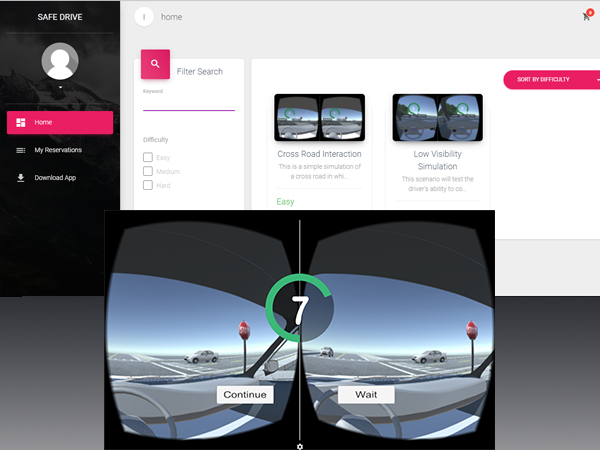 SAFE DRIVE
home
Home
My Reservations
Download App
Filter Search
Keyword
Difficulty
Easy
Medium
Hard
SORT BY DIFFICULTY
Cross Road Interaction
This is a simple simulation of
a cross road in whi...
Easy
Low Visibility
Simulation
This scenario will test the
driver's ability to co...
7
Continue
Wait